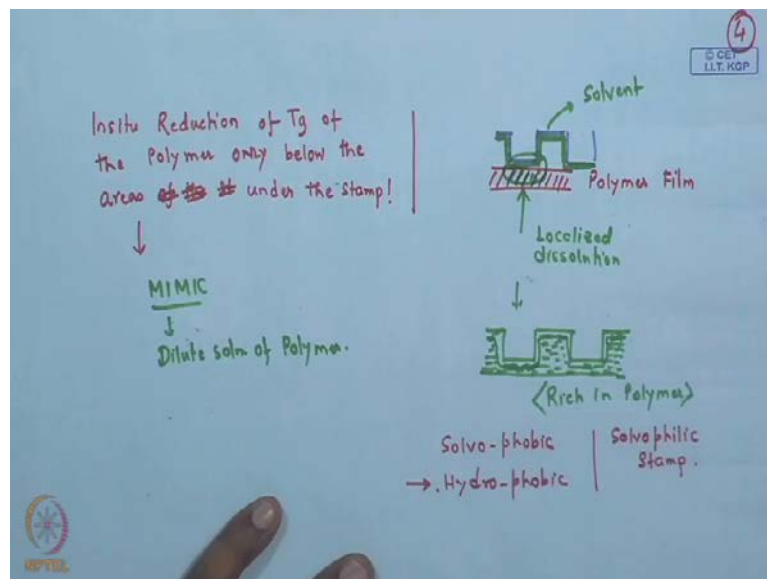 4
© CET
I.I.T. KGP
Insitu Reduction of Tg of
the Polymer only below the
areas under the stamp!
MIMIC
Dilute soln of Polymer.
Solvent
Polymer Film
Localized
dissolution
<Rich in Polymer>
Solvo-phobic
Hydro-phobic
Solvophilic
Stamp.
NPTEL